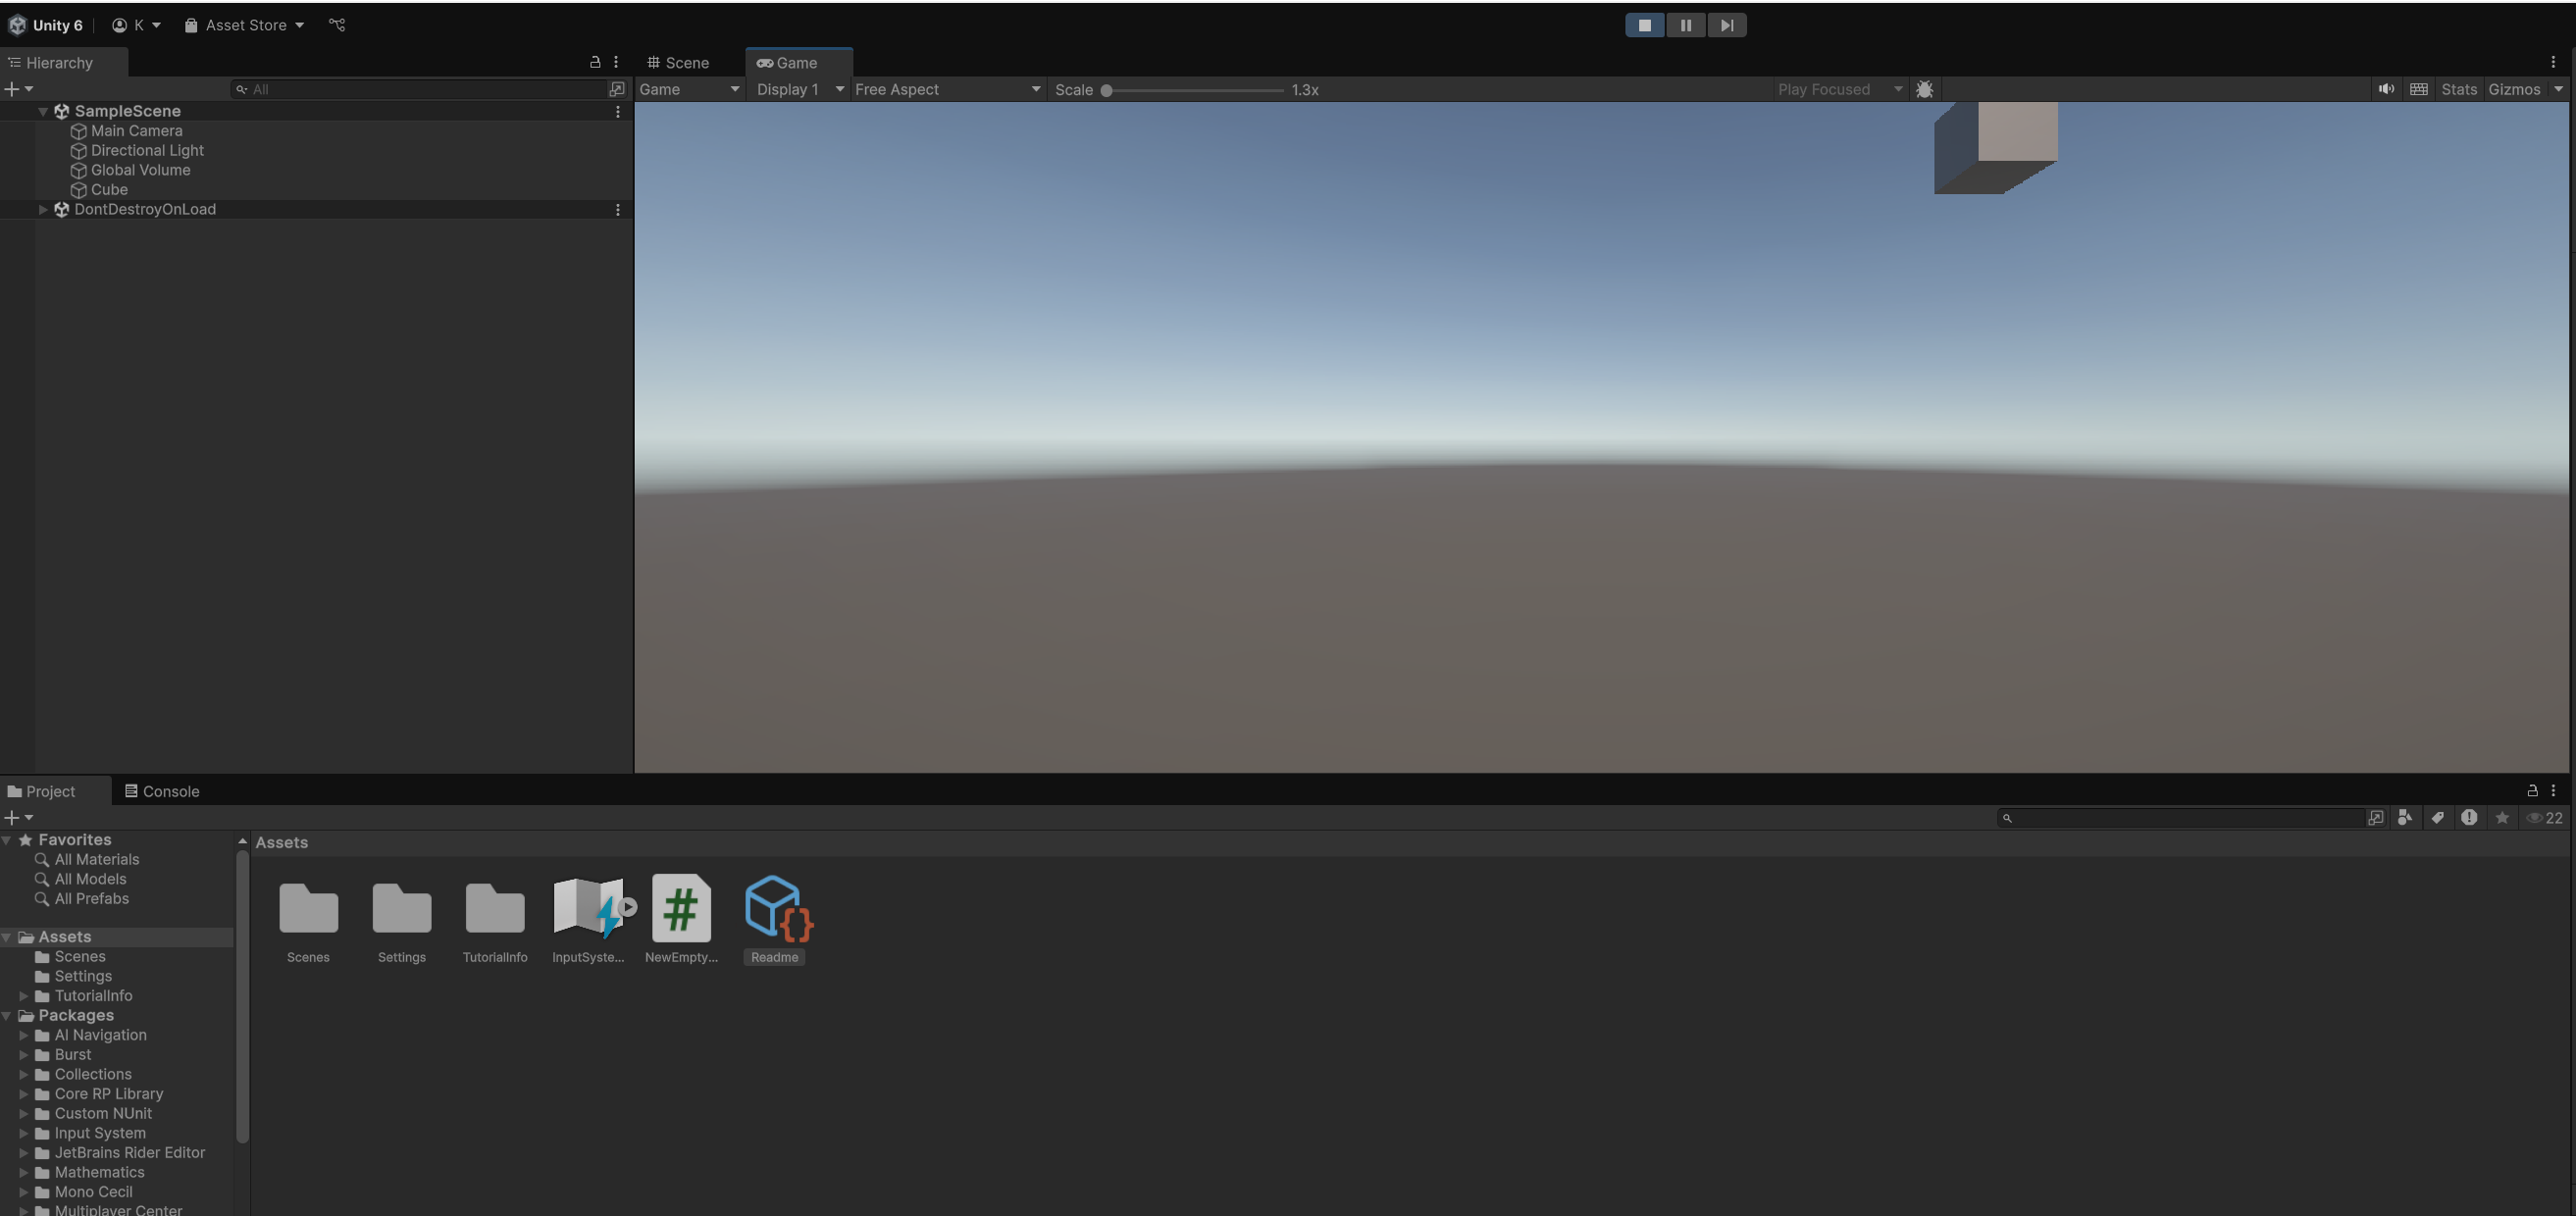 Unity 6 K Asset Store
Hierarchy
All
SampleScene
Main Camera
Directional Light
Global Volume
Cube
DontDestroyOnLoad
Scene Game
Game Display 1 Free Aspect Scale 1.3x Play Focused Stats Gizmos
Project Console
22
Favorites
All Materials
All Models
All Prefabs
Assets
Scenes
Settings
TutorialInfo
Packages
AI Navigation
Burst
Collections
Core RP Library
Custom NUnit
Input System
JetBrains Rider Editor
Mathematics
Mono Cecil
Multiplayer Center
Assets
Scenes Settings TutorialInfo InputSyste... NewEmpty... Readme